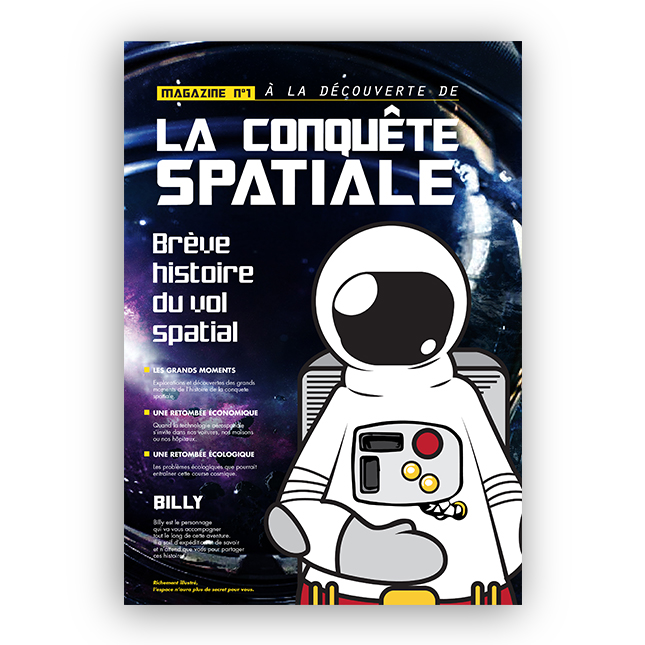 MAGAZINE N°1 À LA DÉCOUVERTE DE
LA CONQUÊTE
SPATIALE
Brève
histoire
du vol
spatial
LES GRANDS MOMENTS
Explorations et découvertes des grands
moments de l'histoire de la conquête
spatiale.
UNE RETOMBÉE ÉCONOMIQUE
Quand la technologie aérospatiale
s'invite dans nos voitures, nos maisons
ou nos hôpitaux.
UNE RETOMBÉE ÉCOLOGIQUE
Les problèmes écologiques que pourrait
entraîner cette course cosmique.
BILLY
Billy est le personnage
qui va vous accompagner
tout le long de cette aventure.
Il a soif d'expédition, de savoir
et n'attend que vous pour partager
ces histoires
Richement illustré,
l'espace n'aura plus de secret pour vous.